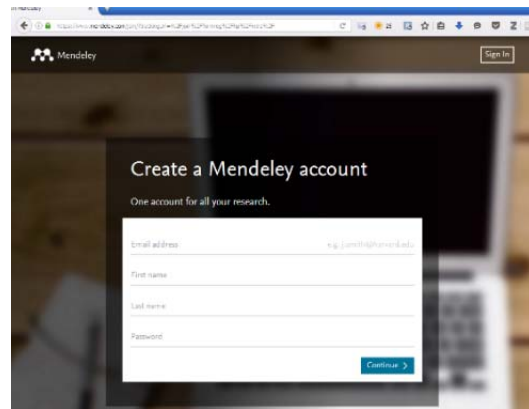 Mendeley
Sign In
Create a Mendeley account
One account for all your research.
Email address
First name
Last name
Password
Continue